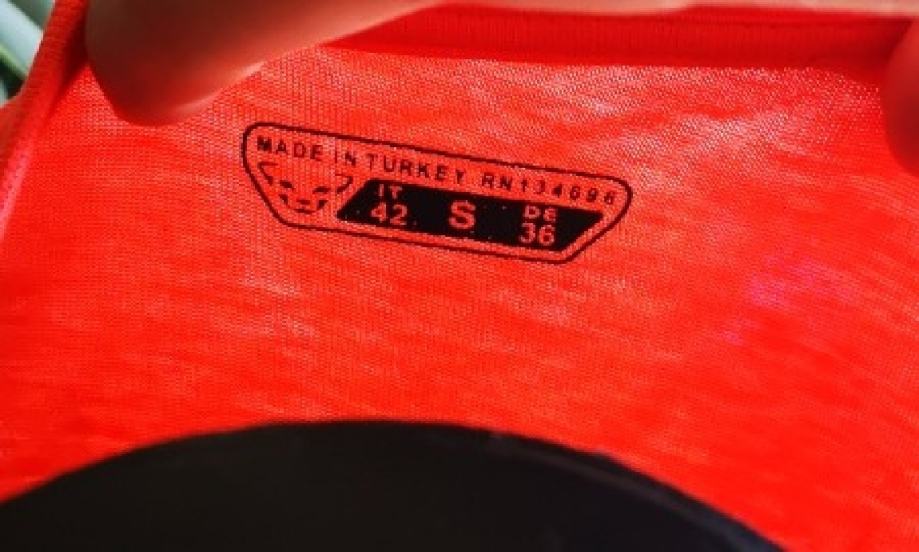 MADE IN TURKEY RN134696
IT S DE
42 36